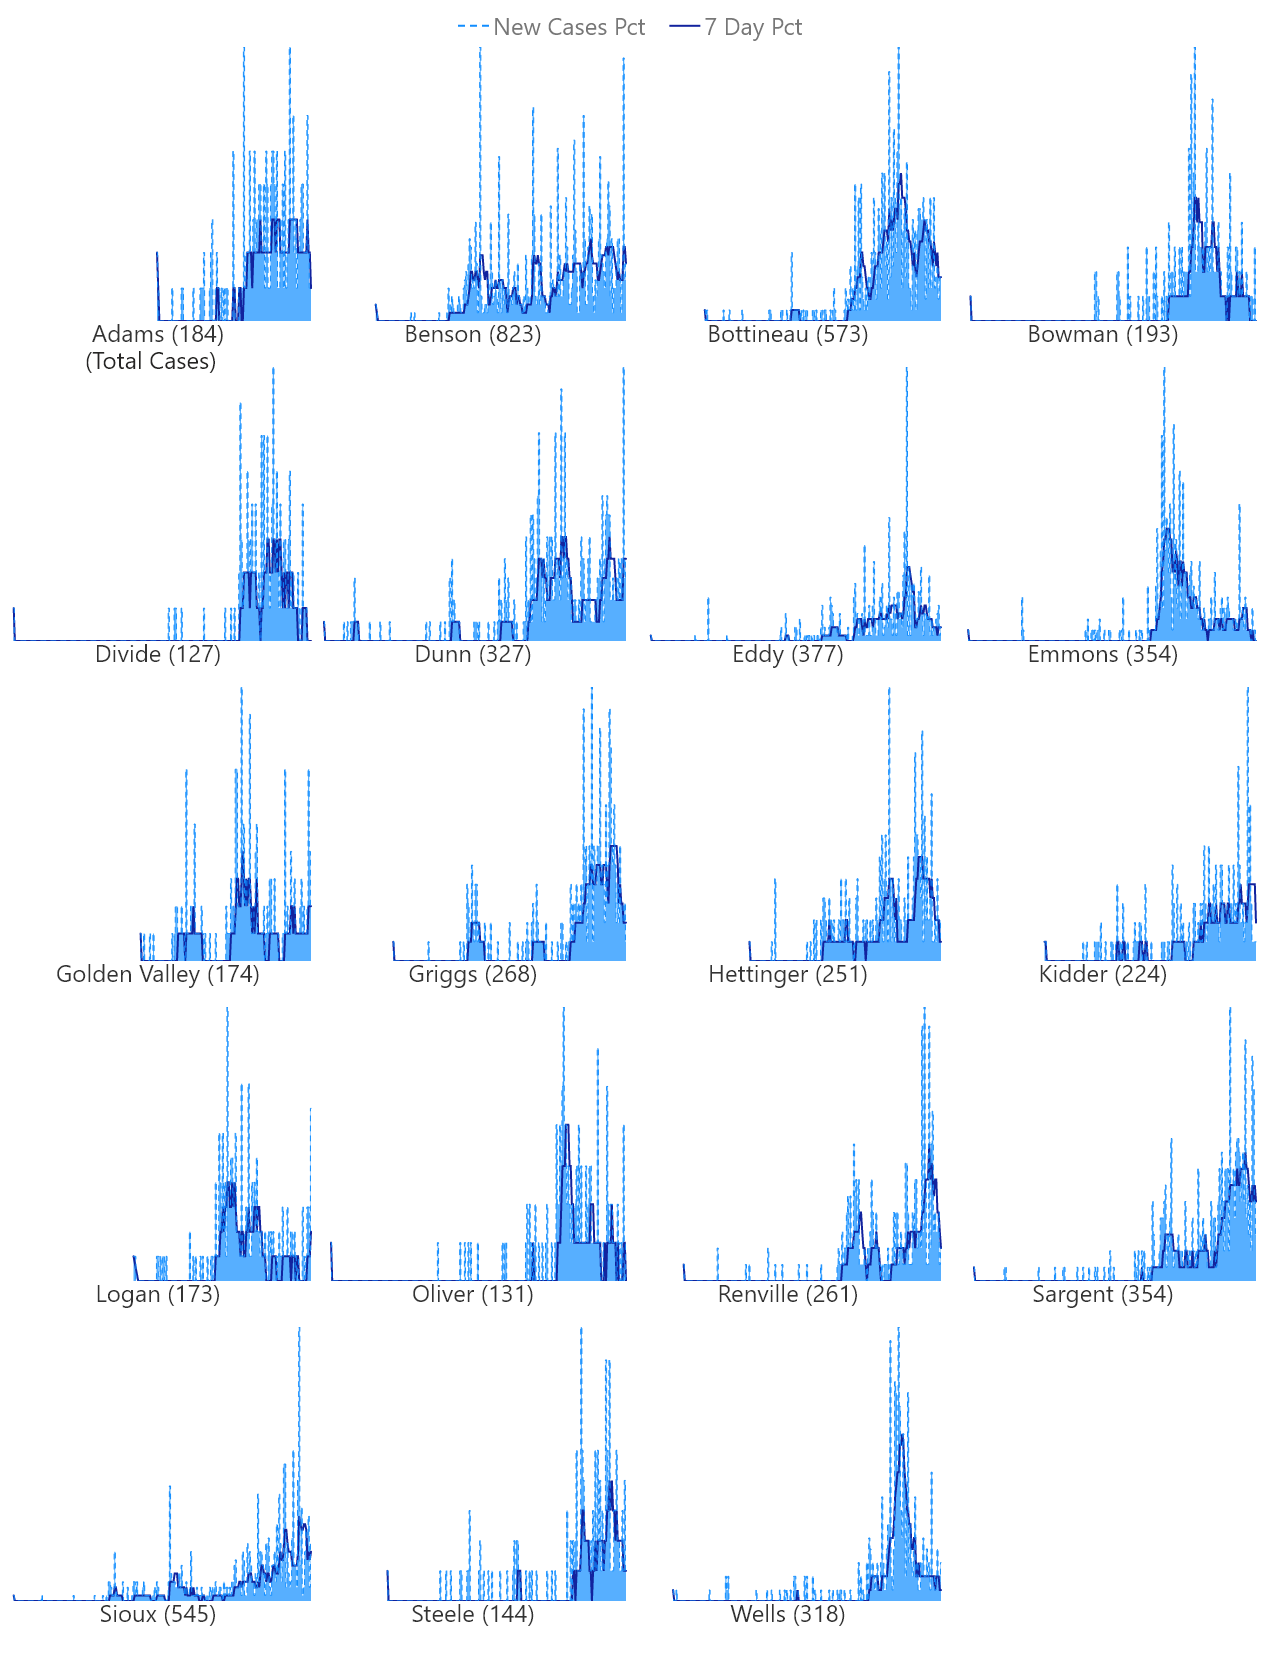 New Cases Pct 7 Day Pct
Adams (184) Benson (823) Bottineau (573) Bowman (193)
(Total Cases)
Divide (127) Dunn (327) Eddy (377) Emmons (354)
Golden Valley (174) Griggs (268) Hettinger (251) Kidder (224)
Logan (173) Oliver (131) Renville (261) Sargent (354)
Sioux (545) Steele (144) Wells (318)